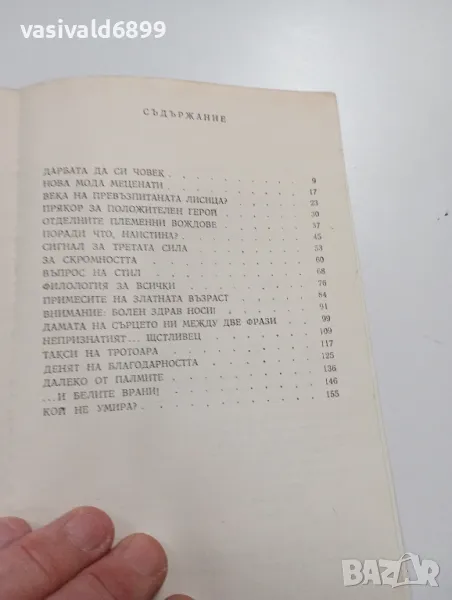 vasivald6899
СЪДЪРЖАНИЕ
ДАРБАТА ДА СИ ЧОВЕК . . . . . . . 9
НОВА МОДА МЕЦЕНАТИ . . . . . . . 17
ВЕКА НА ПРЕВЪЗПИТАНАТА ЛИСИЦА? . . . . 23
ПРЯКОР ЗА ПОЛОЖИТЕЛЕН ГЕРОЙ . . . . . 30
ОТДЕЛНИТЕ ПЛЕМЕННИ ВОЖДОВЕ . . . . . 37
ПОРАДИ ЧТО, НАИСТИНА? . . . . . . . 45
СИГНАЛ ЗА ТРЕТАТА СИЛА . . . . . . . 53
ЗА СКРОМНОСТТА . . . . . . . . . 60
ВЪПРОС НА СТИЛ . . . . . . . . . 68
ФИЛОЛОГИЯ ЗА ВСИЧКИ . . . . . . . 76
ПРИМЕСИТЕ НА ЗЛАТНАТА ВЪЗРАСТ . . . . . 84
ВНИМАНИЕ: БОЛЕН ЗДРАВ НОСИ! . . . . . 91
ДАМАТА НА СЪРЦЕТО НИ МЕЖДУ ДВЕ ФРАЗИ . . 99
НЕПРИЗНАТИЯТ... ЩСТЛИВЕЦ . . . . . . 109
ТАКСИ НА ТРОТОАРА . . . . . . . . 117
ДЕНЯТ НА БЛАГОДАРНОСТТА . . . . . . 125
ДАЛЕКО ОТ ПАЛМИТЕ . . . . . . . . 136
...И БЕЛИТЕ ВРАНИ! . . . . . . . . 146
КОЙ НЕ УМИРА? . . . . . . . . . 155
BAZAR